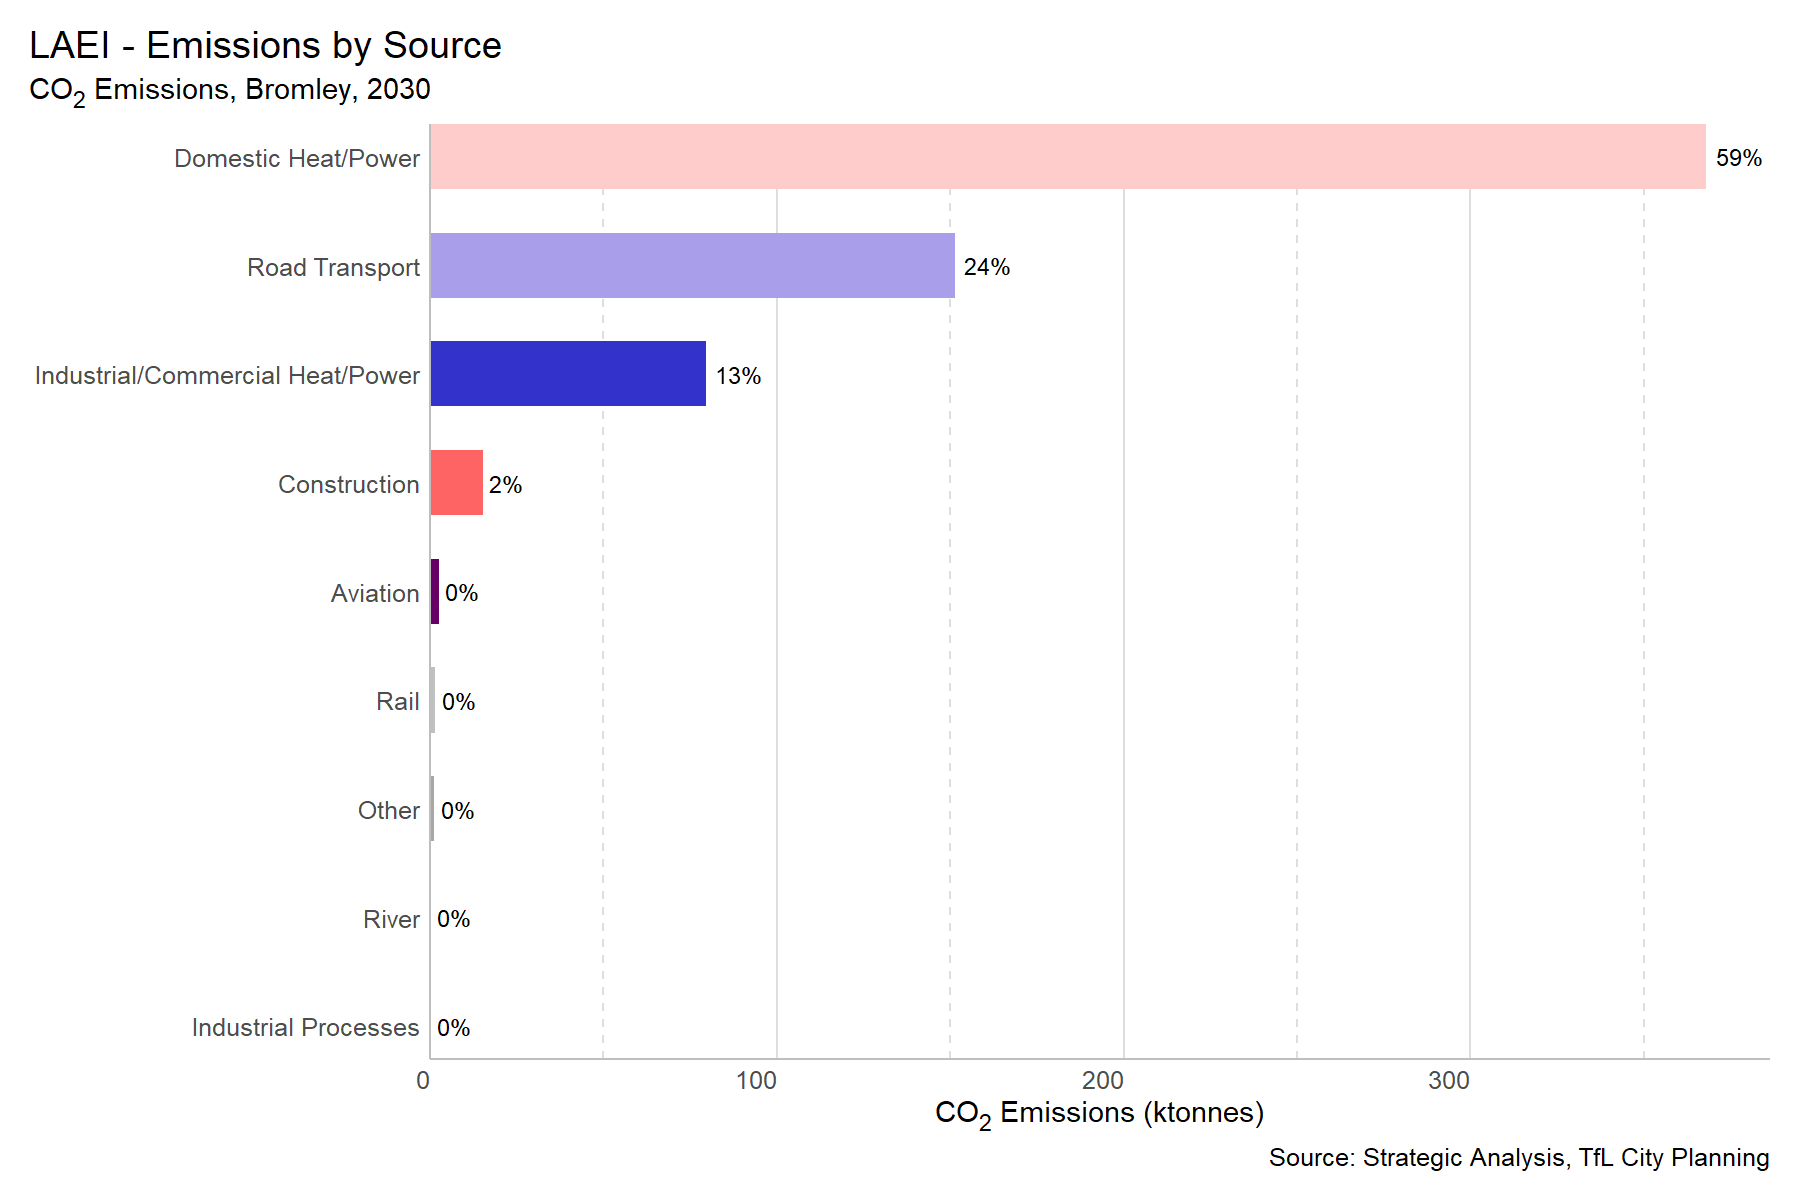 LAEI - Emissions by Source
CO₂ Emissions, Bromley, 2030
Domestic Heat/Power 59%
Road Transport 24%
Industrial/Commercial Heat/Power 13%
Construction 2%
Aviation 0%
Rail 0%
Other 0%
River 0%
Industrial Processes 0%
0 100 200 300
CO₂ Emissions (ktonnes)
Source: Strategic Analysis, TfL City Planning